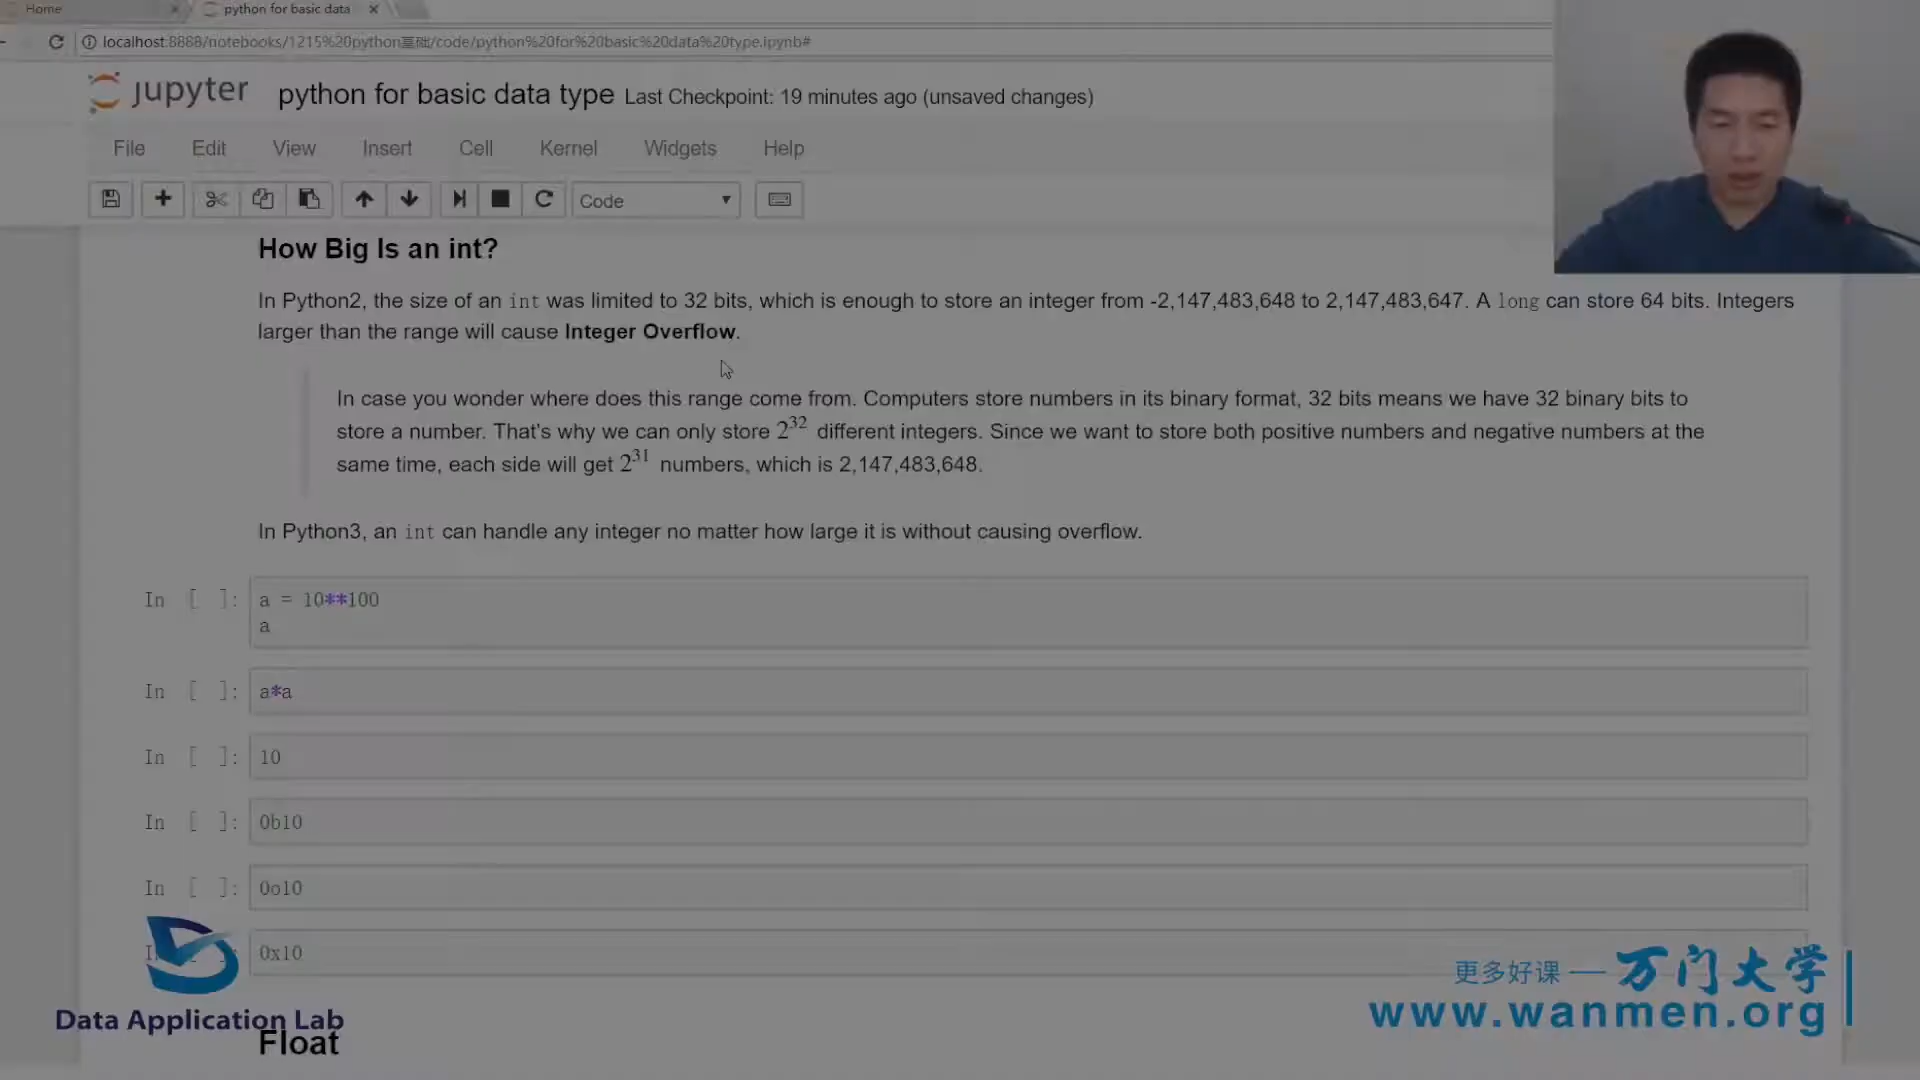 Home
python for basic data
localhost:8888/notebooks/1215%20python基础/code/python%20for%20basic%20data%20type.ipynb#
jupyter python for basic data type Last Checkpoint: 19 minutes ago (unsaved changes)
File Edit View Insert Cell Kernel Widgets Help
Code
How Big Is an int?
In Python2, the size of an int was limited to 32 bits, which is enough to store an integer from -2,147,483,648 to 2,147,483,647. A long can store 64 bits. Integers
larger than the range will cause Integer Overflow.
In case you wonder where does this range come from. Computers store numbers in its binary format, 32 bits means we have 32 binary bits to
store a number. That's why we can only store 2^32 different integers. Since we want to store both positive numbers and negative numbers at the
same time, each side will get 2^31 numbers, which is 2,147,483,648.
In Python3, an int can handle any integer no matter how large it is without causing overflow.
In [ ]: a = 10**100
a
In [ ]: a*a
In [ ]: 10
In [ ]: 0b10
In [ ]: 0o10
In [ ]: 0x10
Data Application Lab
Float
更多好课 — 万门大学
www.wanmen.org